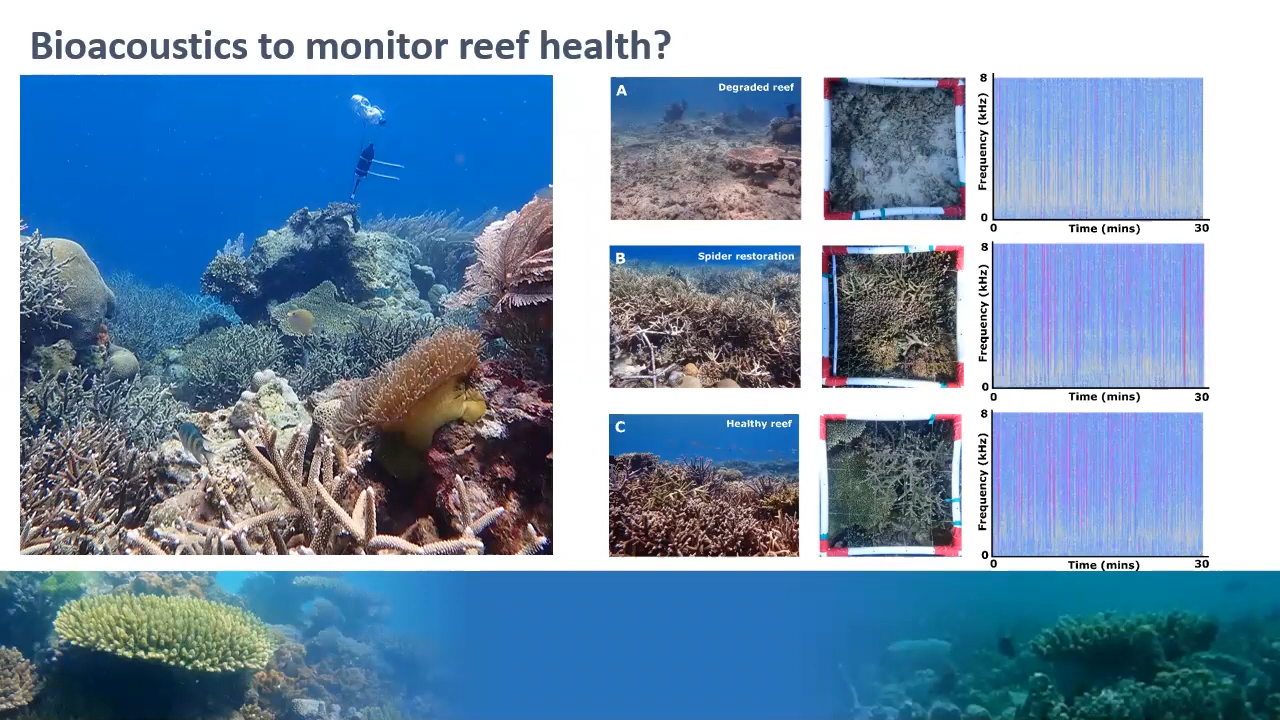 Bioacoustics to monitor reef health?
A
Degraded reef
8
Frequency (kHz)
0
0
Time (mins)
30
B
Spider restoration
8
Frequency (kHz)
0
0
Time (mins)
30
C
Healthy reef
8
Frequency (kHz)
0
0
Time (mins)
30